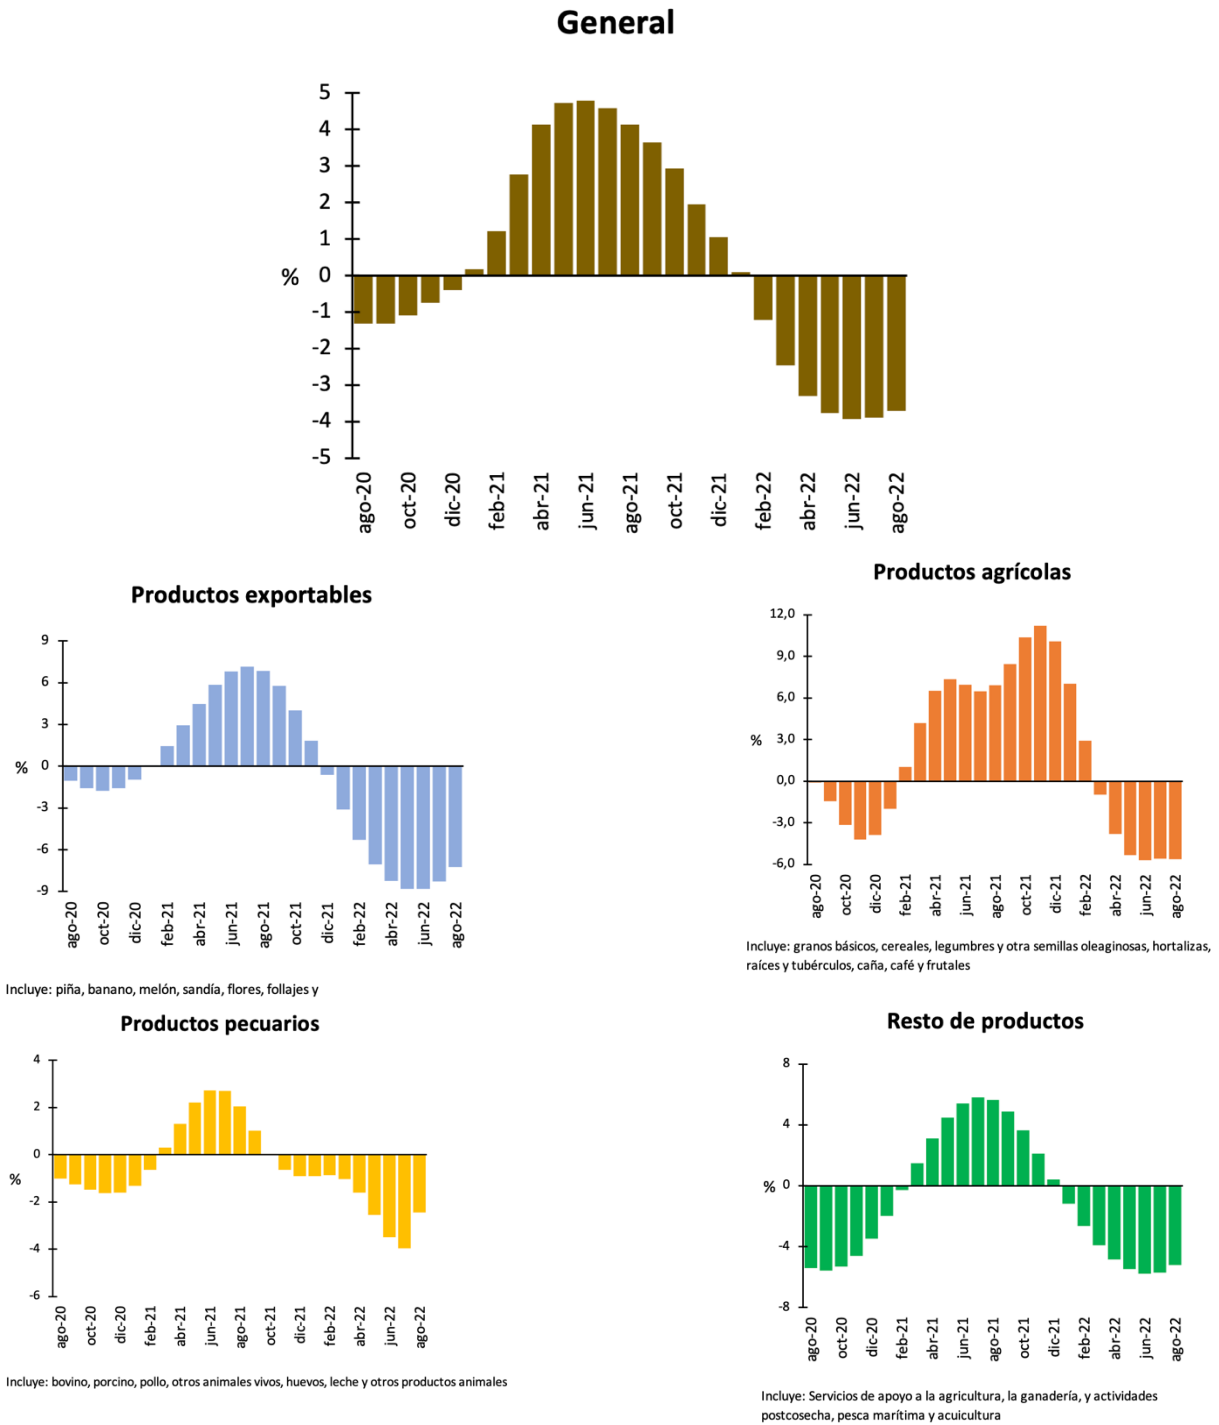 General
5
4
3
2
1
% 0
-1
-2
-3
-4
-5
ago-20 oct-20 dic-20 feb-21 abr-21 jun-21 ago-21 oct-21 dic-21 feb-22 abr-22 jun-22 ago-22
Productos exportables
9
6
3
% 0
-3
-6
-9
ago-20 oct-20 dic-20 feb-21 abr-21 jun-21 ago-21 oct-21 dic-21 feb-22 abr-22 jun-22 ago-22
Incluye: piña, banano, melón, sandía, flores, follajes y
Productos agrícolas
12,0
9,0
6,0
% 3,0
0,0
-3,0
-6,0
ago-20 oct-20 dic-20 feb-21 abr-21 jun-21 ago-21 oct-21 dic-21 feb-22 abr-22 jun-22 ago-22
Incluye: granos básicos, cereales, legumbres y otra semillas oleaginosas, hortalizas,
raíces y tubérculos, caña, café y frutales
Productos pecuarios
4
2
0
%
-2
-4
-6
ago-20 oct-20 dic-20 feb-21 abr-21 jun-21 ago-21 oct-21 dic-21 feb-22 abr-22 jun-22 ago-22
Incluye: bovino, porcino, pollo, otros animales vivos, huevos, leche y otros productos animales
Resto de productos
8
4
% 0
-4
-8
ago-20 oct-20 dic-20 feb-21 abr-21 jun-21 ago-21 oct-21 dic-21 feb-22 abr-22 jun-22 ago-22
Incluye: Servicios de apoyo a la agricultura, la ganadería, y actividades
postcosecha, pesca marítima y acuicultura